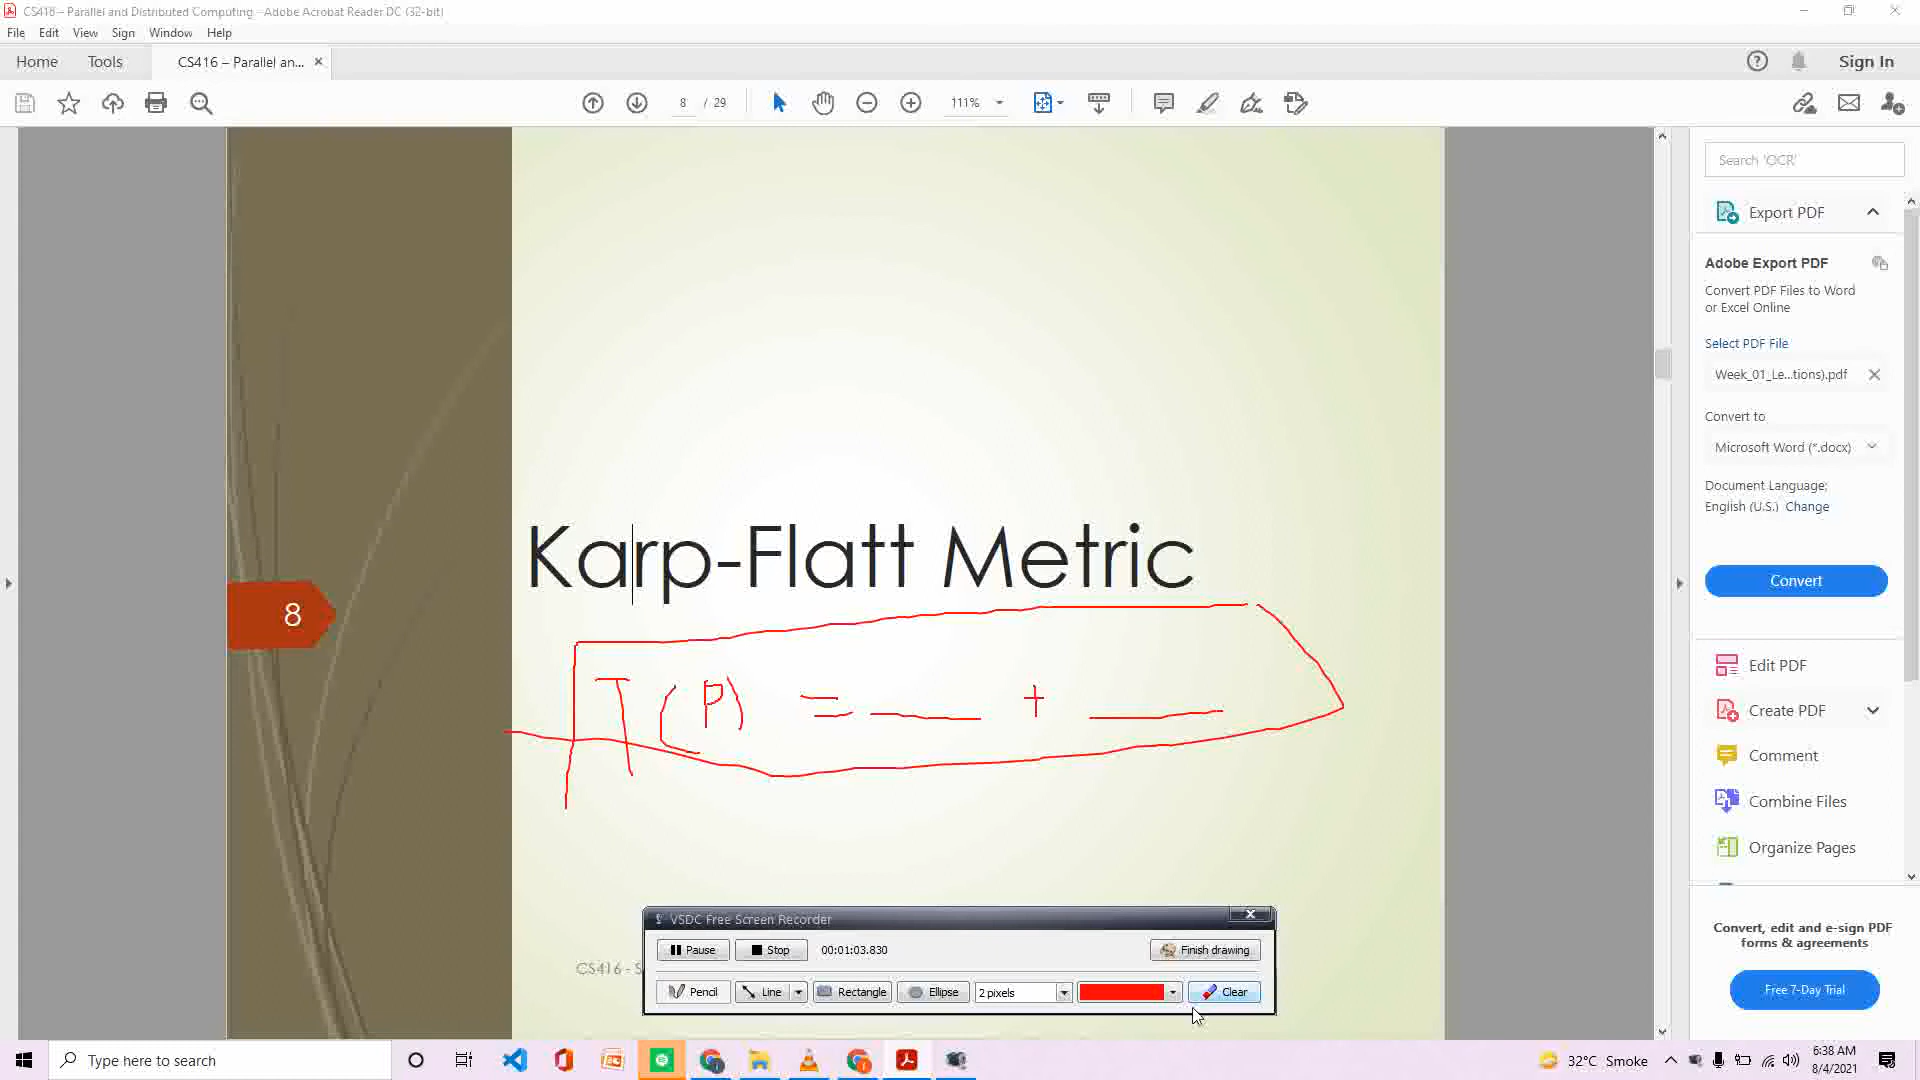 CS416 – Parallel and Distributed Computing – Adobe Acrobat Reader DC (32-bit)
File Edit View Sign Window Help
Home Tools CS416 – Parallel an... × Sign In
8 / 29 111%
Search 'OCR'
Export PDF
Adobe Export PDF
Convert PDF Files to Word
or Excel Online
Select PDF File
Week_01_Le...tions).pdf
Convert to
Microsoft Word (*.docx)
Document Language:
English (U.S.) Change
Convert
Edit PDF
Create PDF
Comment
Combine Files
Organize Pages
Convert, edit and e-sign PDF
forms & agreements
Free 7-Day Trial
Karp-Flatt Metric
8
T (P) = ____ + ____
CS416 - S
VSDC Free Screen Recorder
Pause Stop 00:01:03.830 Finish drawing
Pencil Line Rectangle Ellipse 2 pixels Clear
Type here to search
32°C Smoke
6:38 AM
8/4/2021